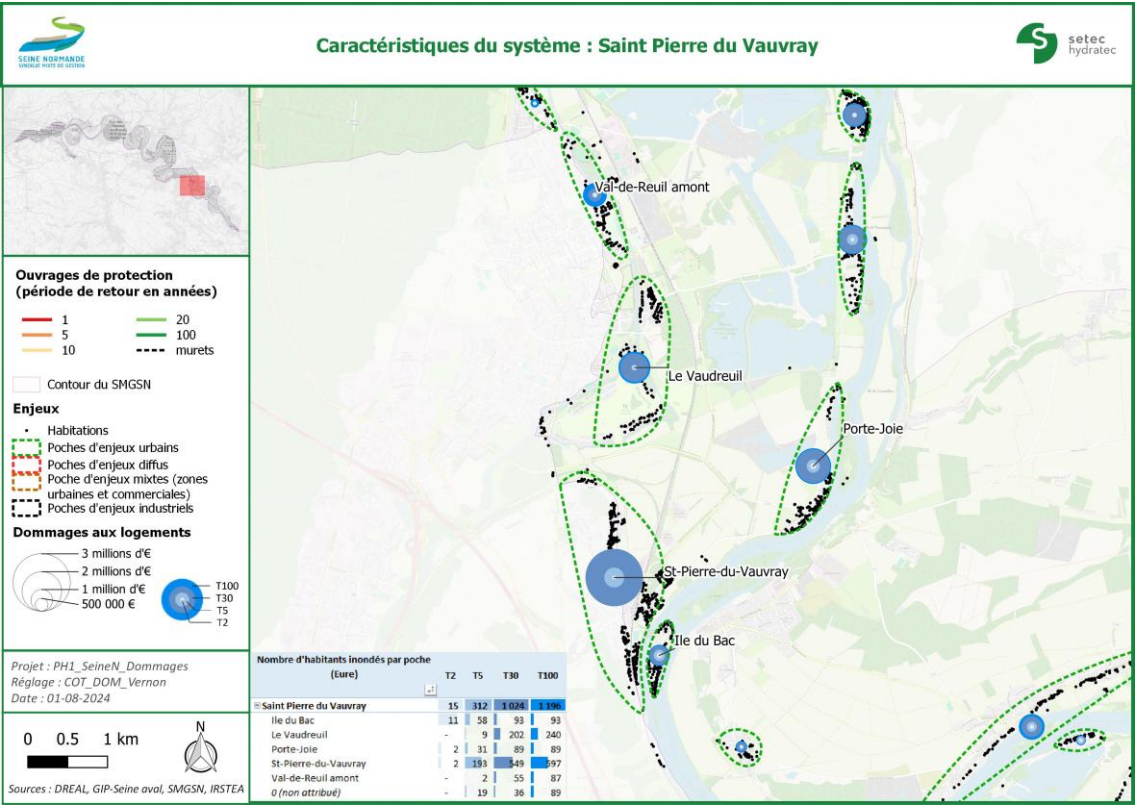 SEINE NORMANDE
SYNDICAT MIXTE DE GESTION
Caractéristiques du système : Saint Pierre du Vauvray
setec
hydratec
Ouvrages de protection
(période de retour en années)
1
20
5
100
10
murets
Contour du SMGSN
Enjeux
Habitations
Poches d'enjeux urbains
Poches d'enjeux diffus
Poche d'enjeux mixtes (zones
urbaines et commerciales)
Poches d'enjeux industriels
Dommages aux logements
3 millions d'€
2 millions d'€
1 million d'€
500 000 €
T100
T30
T5
T2
Projet : PH1_SeineN_Dommages
Réglage : COT_DOM_Vernon
Date : 01-08-2024
0 0.5 1 km
N
Sources : DREAL, GIP-Seine aval, SMGSN, IRSTEA
Val-de-Reuil amont
Le Vaudreuil
Porte-Joie
St-Pierre-du-Vauvray
Ile du Bac
Nombre d'habitants inondés par poche
(Eure) T2 T5 T30 T100
Saint Pierre du Vauvray 15 312 1 024 1 196
Ile du Bac 11 58 93 93
Le Vaudreuil - 9 202 240
Porte-Joie 2 31 89 89
St-Pierre-du-Vauvray 2 193 549 597
Val-de-Reuil amont - 2 55 87
0 (non attribué) - 19 36 89